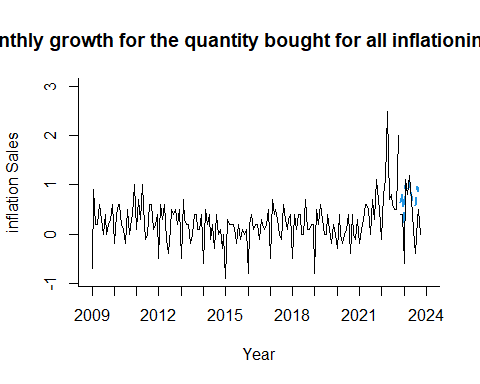 nthly growth for the quantity bought for all inflationin
inflation Sales
3
2
1
0
-1
2009 2012 2015 2018 2021 2024
Year